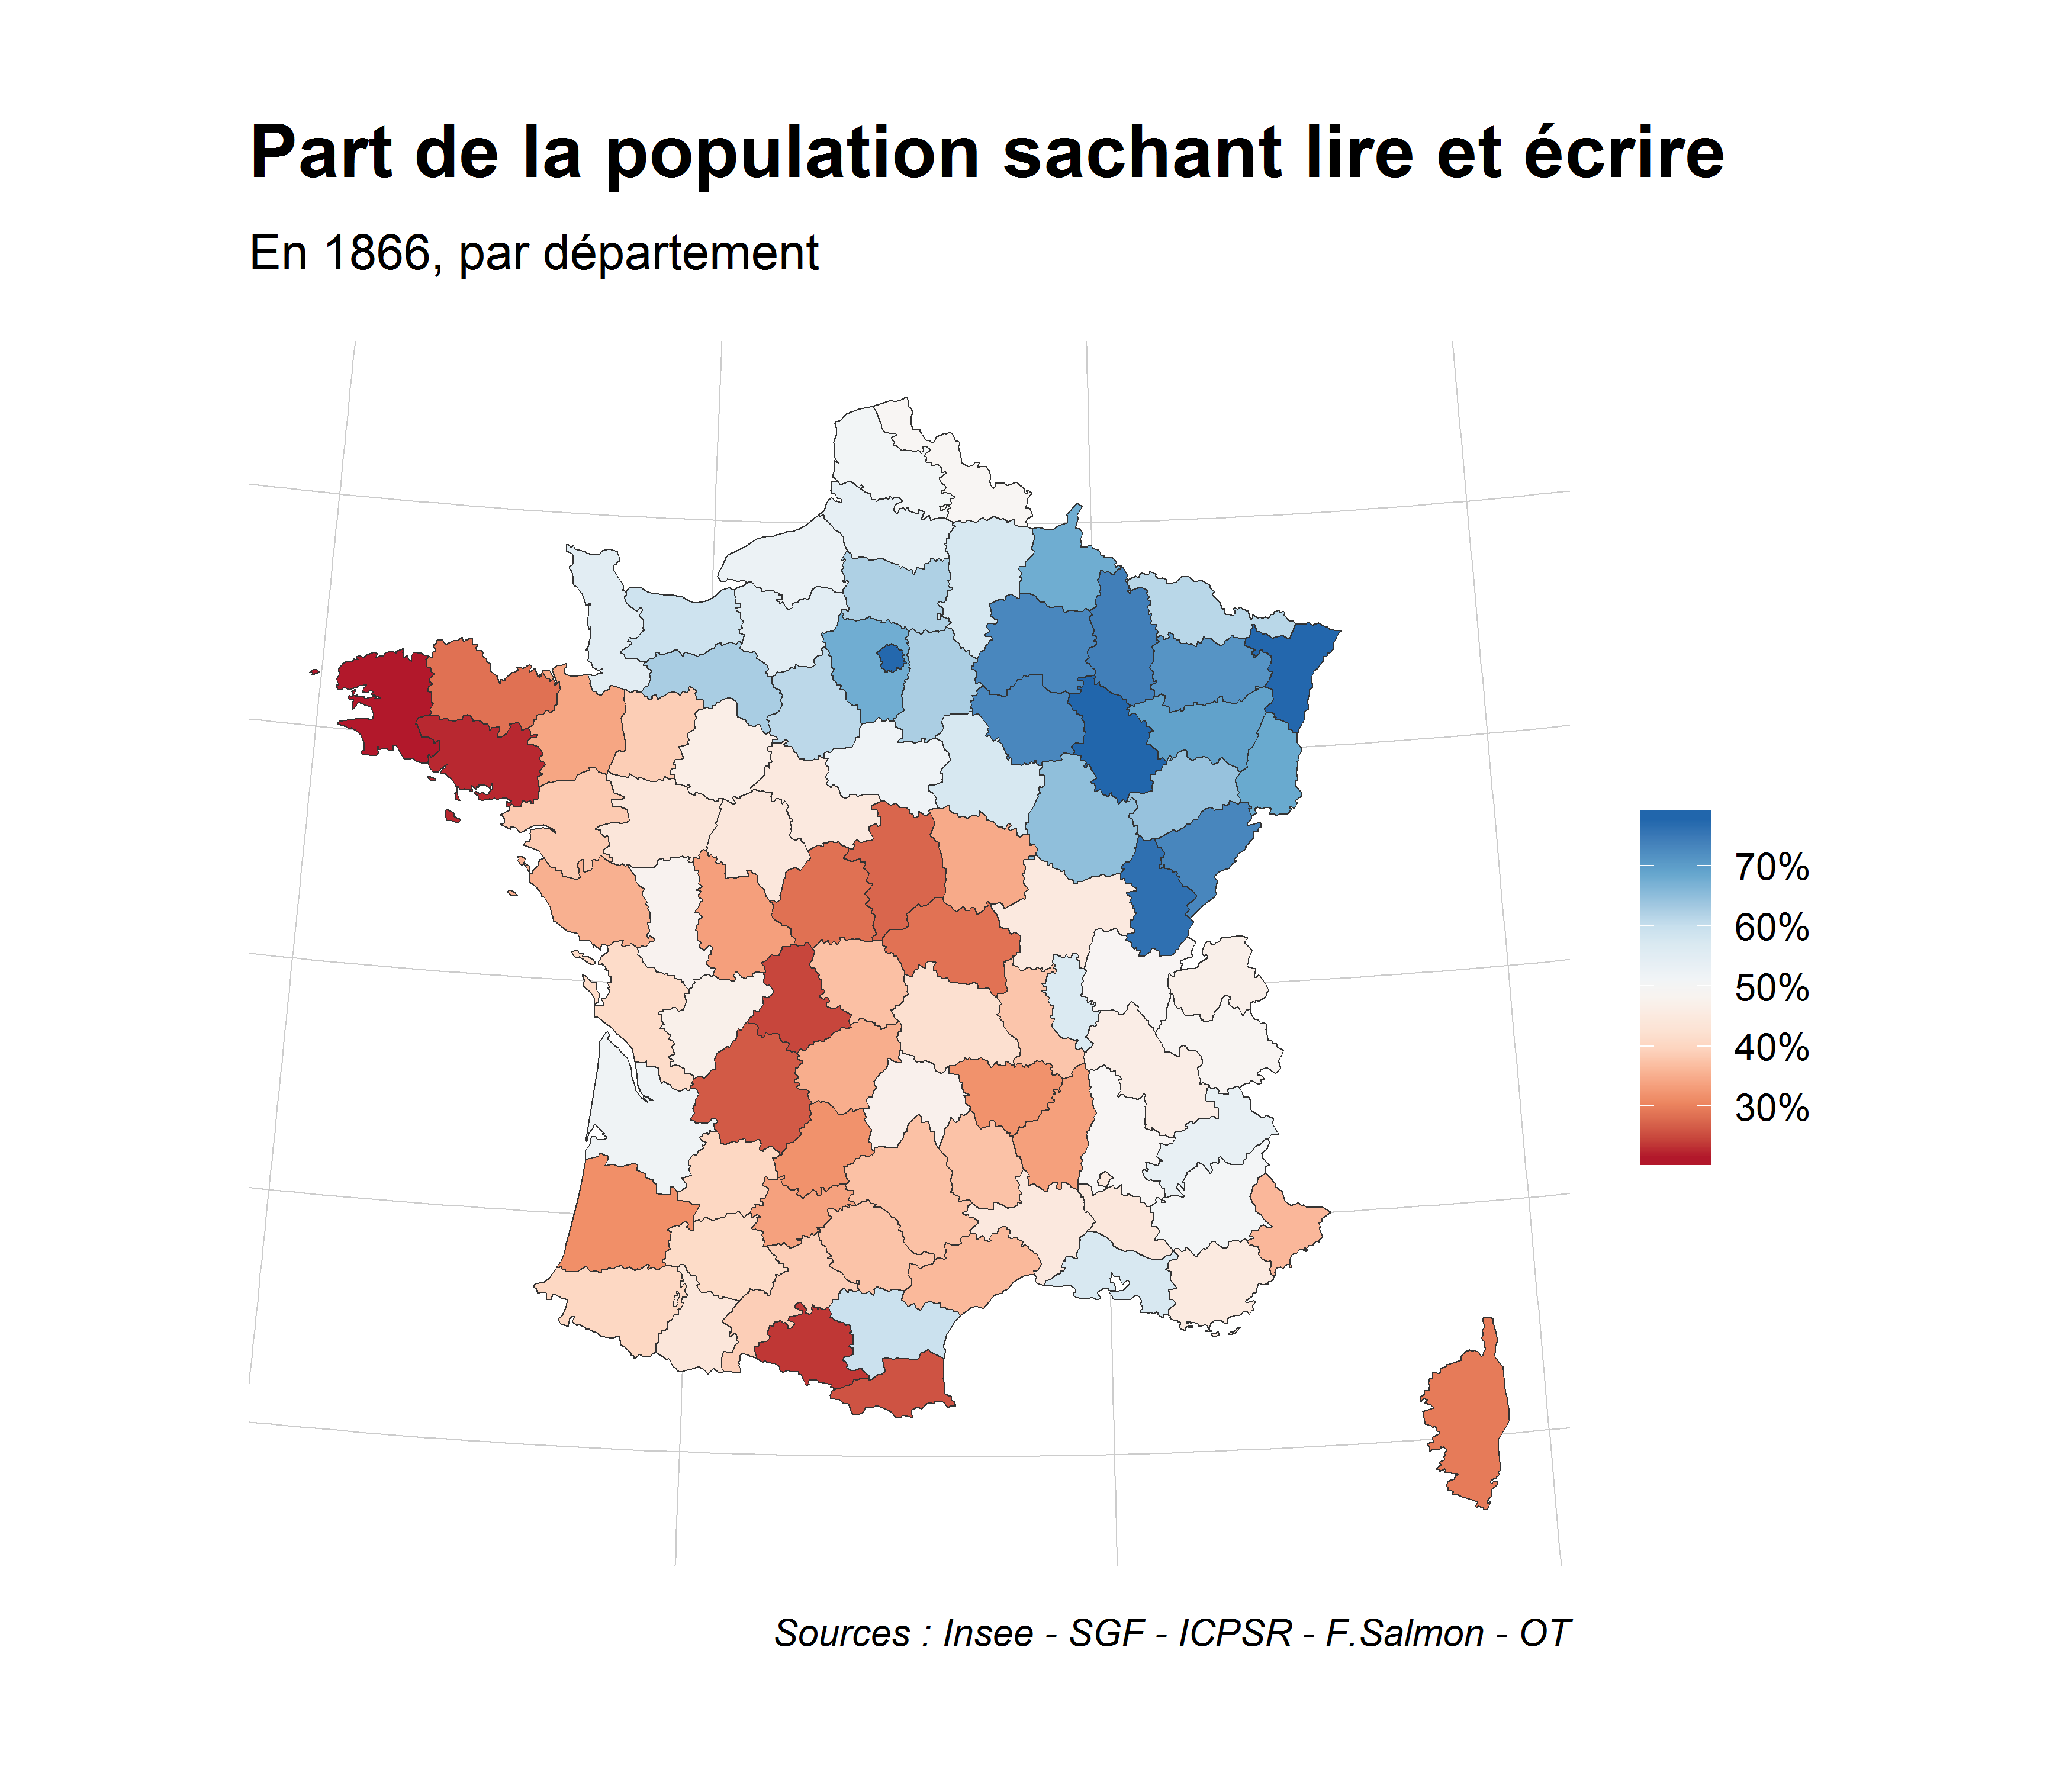 Part de la population sachant lire et écrire
En 1866, par département
70%
60%
50%
40%
30%
Sources : Insee - SGF - ICPSR - F.Salmon - OT